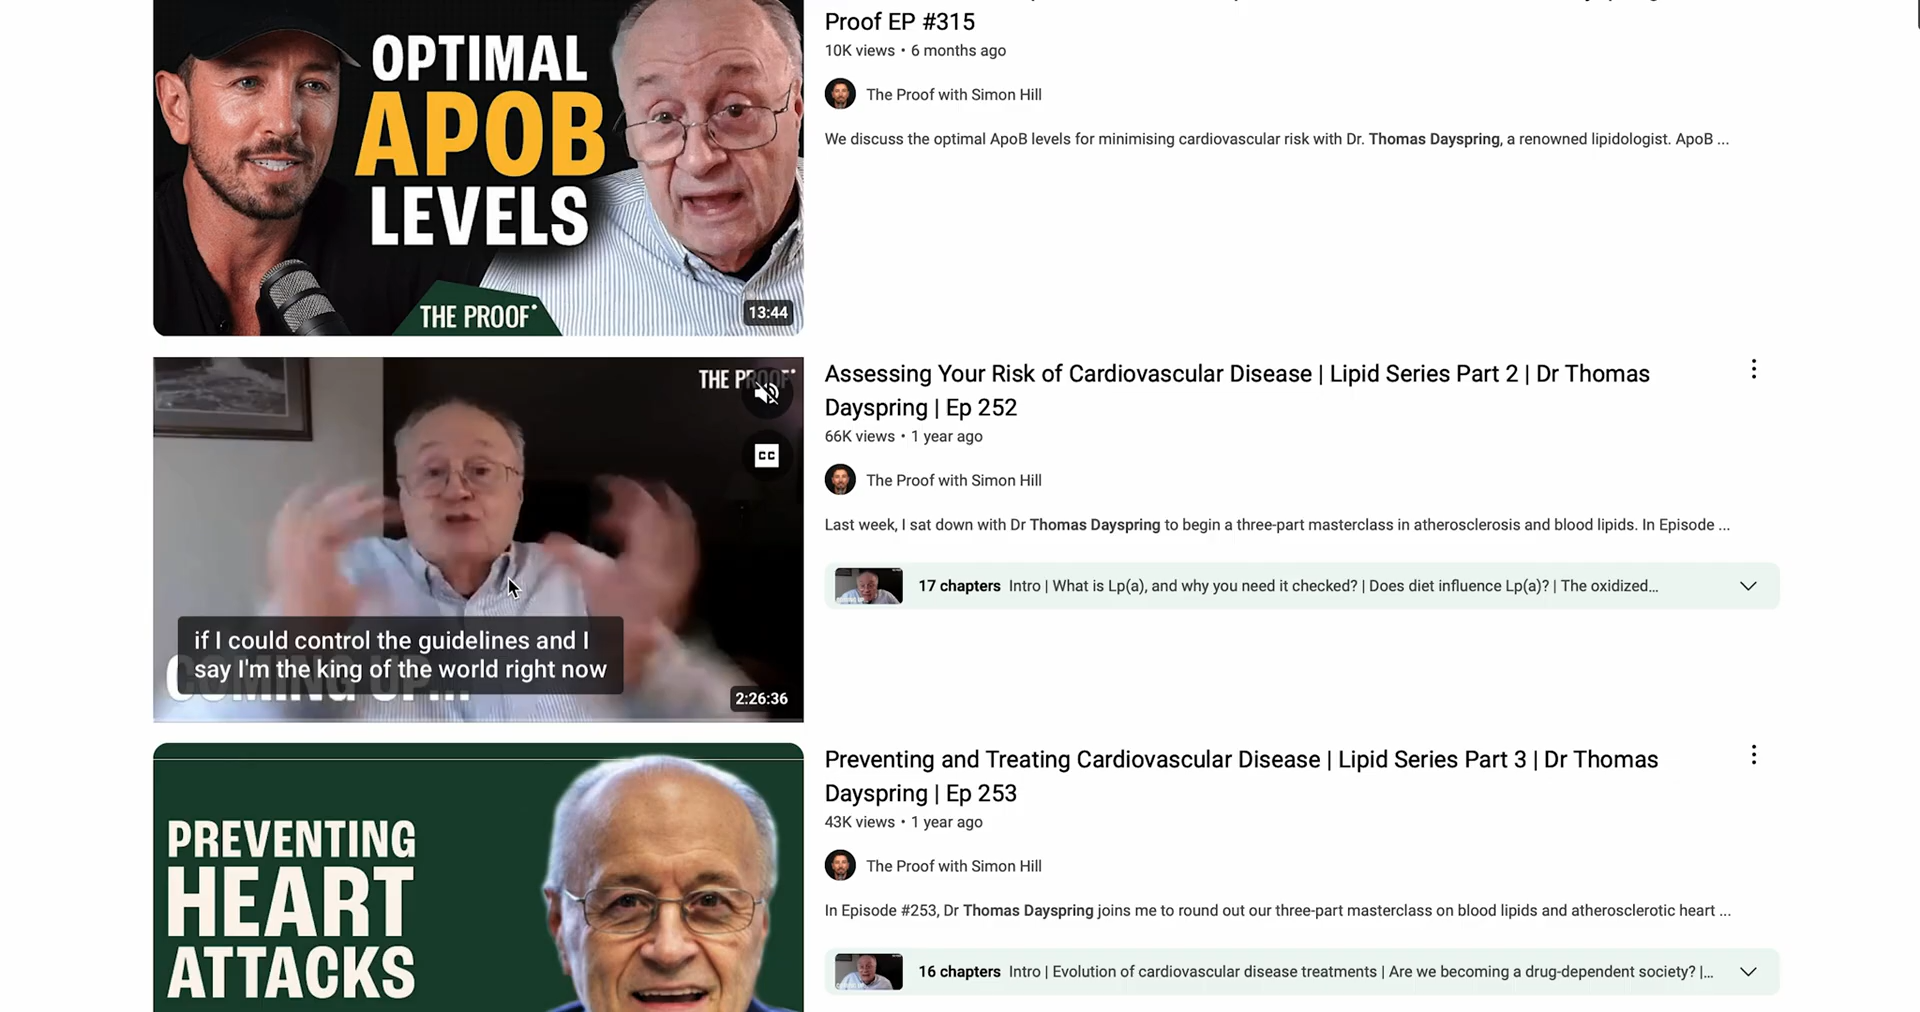 OPTIMAL
APOB
LEVELS
THE PROOF
13:44
Proof EP #315
10K views • 6 months ago
The Proof with Simon Hill
We discuss the optimal ApoB levels for minimising cardiovascular risk with Dr. Thomas Dayspring, a renowned lipidologist. ApoB ...
THE PROOF
CC
if I could control the guidelines and I
say I'm the king of the world right now
COMING UP...
2:26:36
Assessing Your Risk of Cardiovascular Disease | Lipid Series Part 2 | Dr Thomas
Dayspring | Ep 252
66K views • 1 year ago
The Proof with Simon Hill
Last week, I sat down with Dr Thomas Dayspring to begin a three-part masterclass in atherosclerosis and blood lipids. In Episode ...
17 chapters Intro | What is Lp(a), and why you need it checked? | Does diet influence Lp(a)? | The oxidized...
PREVENTING
HEART
ATTACKS
Preventing and Treating Cardiovascular Disease | Lipid Series Part 3 | Dr Thomas
Dayspring | Ep 253
43K views • 1 year ago
The Proof with Simon Hill
In Episode #253, Dr Thomas Dayspring joins me to round out our three-part masterclass on blood lipids and atherosclerotic heart ...
16 chapters Intro | Evolution of cardiovascular disease treatments | Are we becoming a drug-dependent society? |...